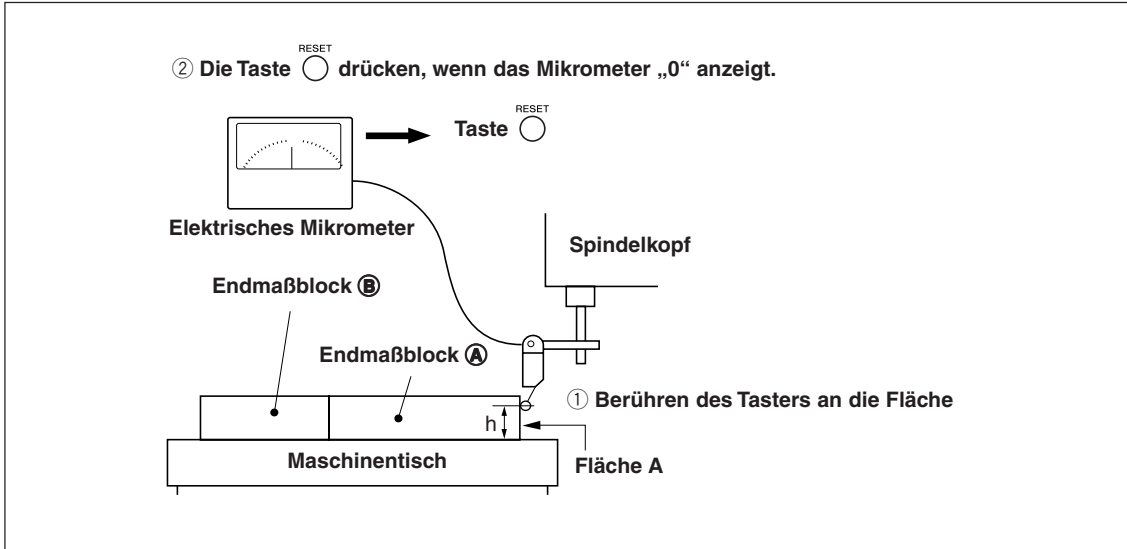 RESET
② Die Taste ◯ drücken, wenn das Mikrometer „0“ anzeigt.
RESET
Taste ◯
Elektrisches Mikrometer
Spindelkopf
Endmaßblock Ⓑ
Endmaßblock Ⓐ
① Berühren des Tasters an die Fläche
h
Maschinentisch
Fläche A